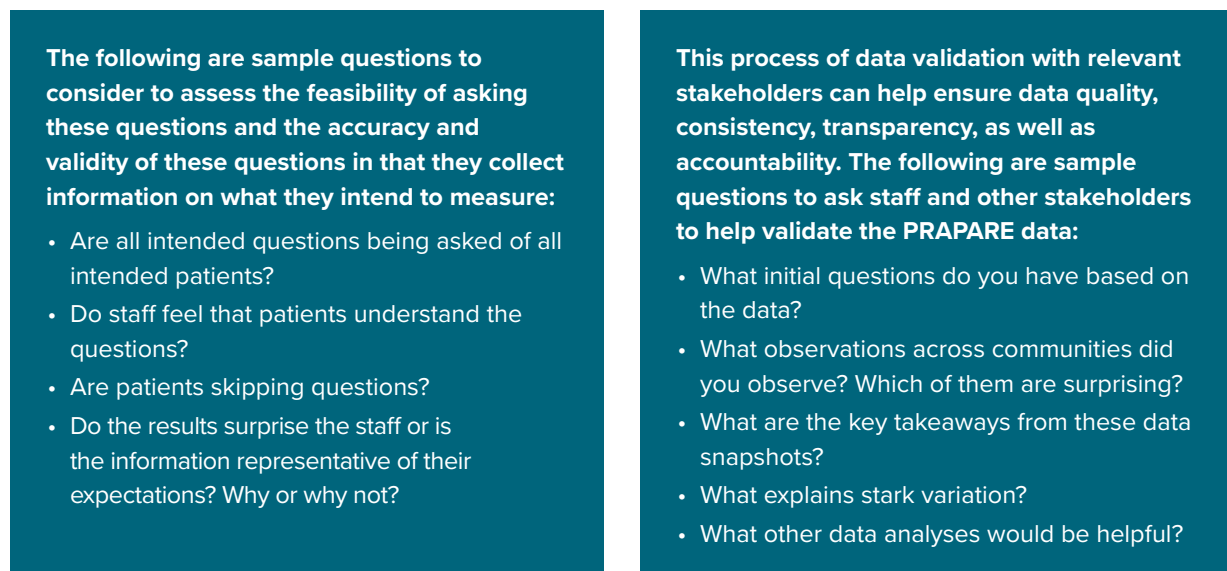 The following are sample questions to
consider to assess the feasibility of asking
these questions and the accuracy and
validity of these questions in that they collect
information on what they intend to measure:
• Are all intended questions being asked of all
intended patients?
• Do staff feel that patients understand the
questions?
• Are patients skipping questions?
• Do the results surprise the staff or is
the information representative of their
expectations? Why or why not?
This process of data validation with relevant
stakeholders can help ensure data quality,
consistency, transparency, as well as
accountability. The following are sample
questions to ask staff and other stakeholders
to help validate the PRAPARE data:
• What initial questions do you have based on
the data?
• What observations across communities did
you observe? Which of them are surprising?
• What are the key takeaways from these data
snapshots?
• What explains stark variation?
• What other data analyses would be helpful?